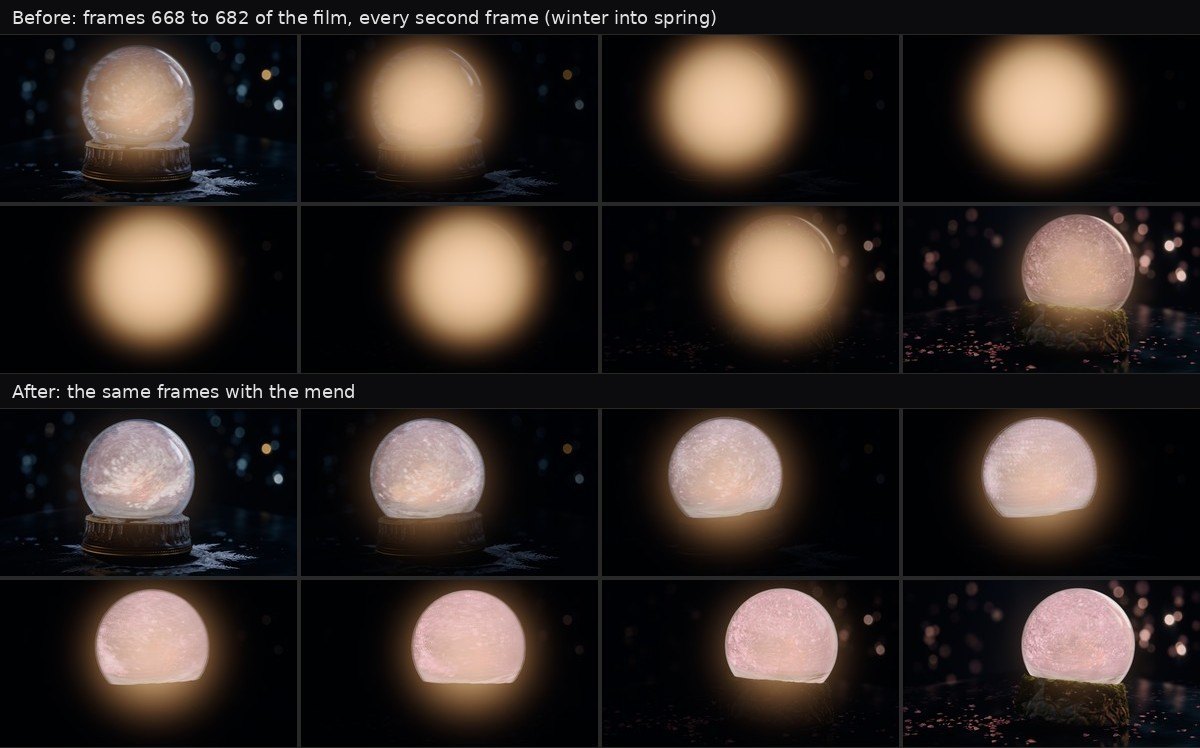 Before: frames 668 to 682 of the film, every second frame (winter into spring)
After: the same frames with the mend